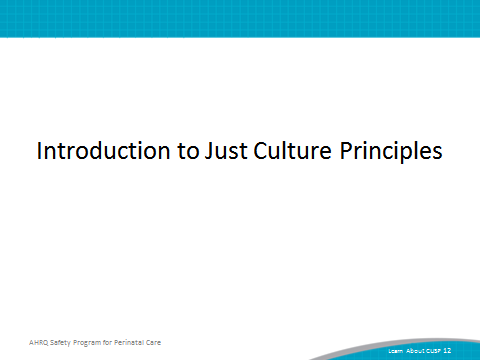 Introduction to Just Culture Principles
AHRQ Safety Program for Perinatal Care
Learn About CUSP 12